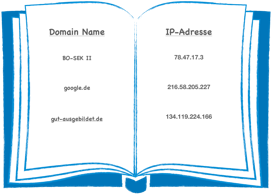 Domain Name IP-Adresse
BO-SEK II 78.47.17.3
google.de 216.58.205.227
gut-ausgebildet.de 134.119.224.166